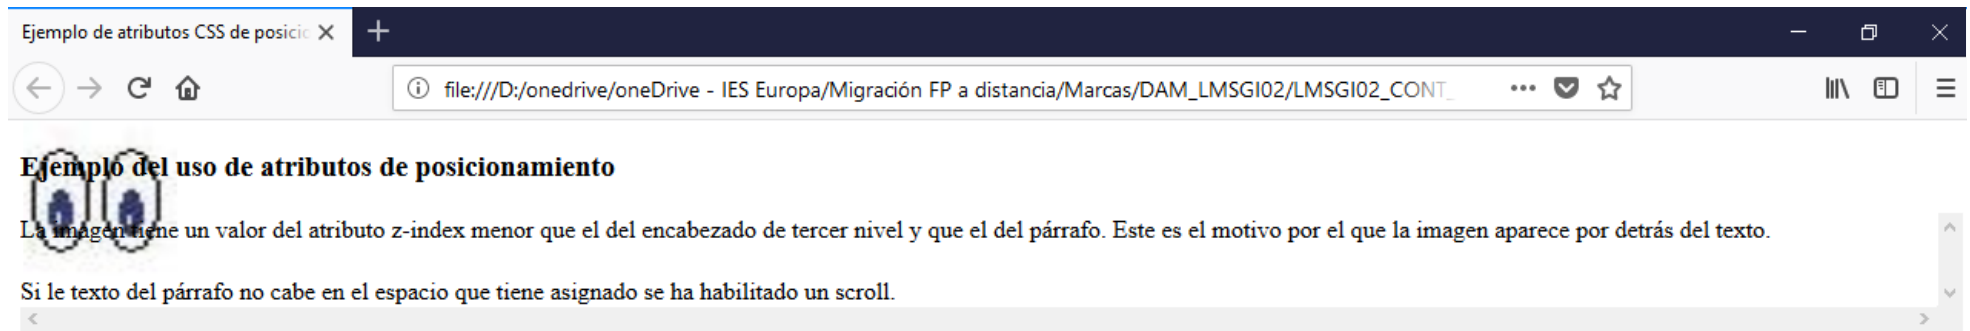 Ejemplo de atributos CSS de posici
file:///D:/onedrive/oneDrive - IES Europa/Migración FP a distancia/Marcas/DAM_LMSGI02/LMSGI02_CONT_
Ejemplo del uso de atributos de posicionamiento
La imagen tiene un valor del atributo z-index menor que el del encabezado de tercer nivel y que el del párrafo. Este es el motivo por el que la imagen aparece por detrás del texto.
Si le texto del párrafo no cabe en el espacio que tiene asignado se ha habilitado un scroll.